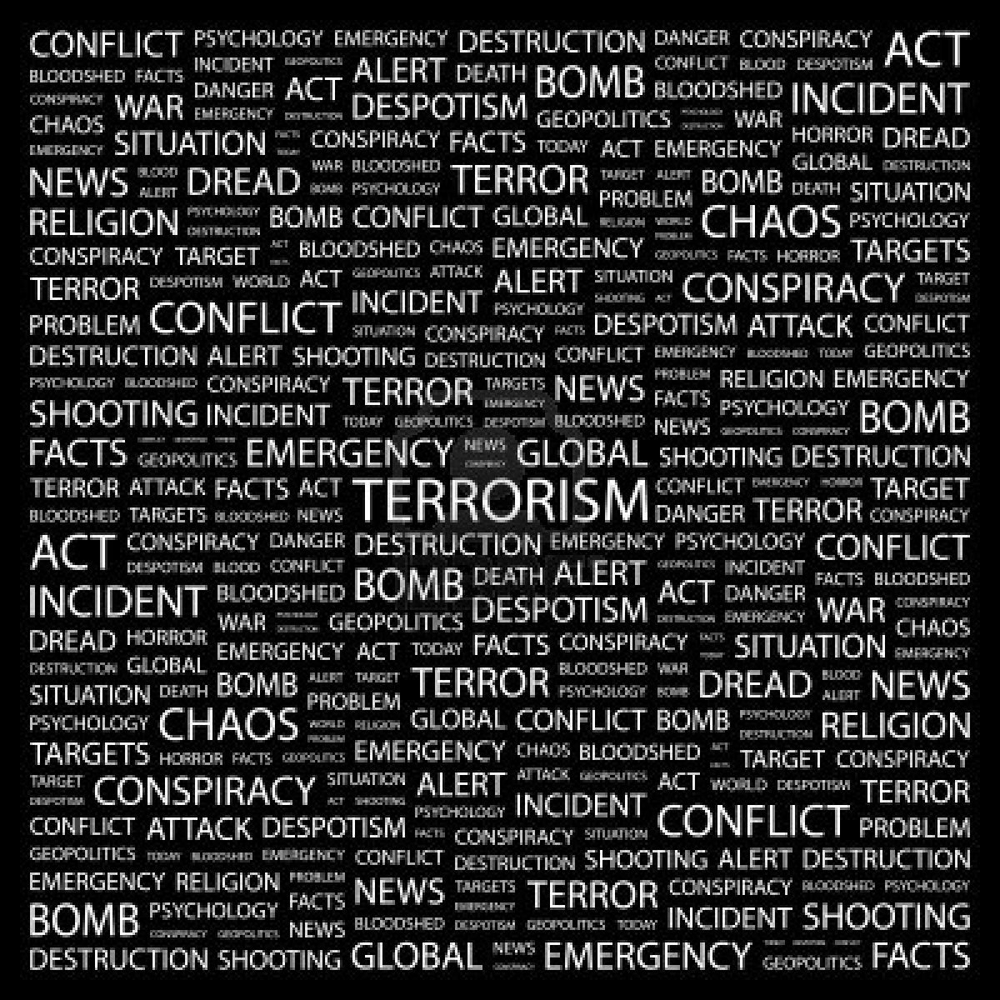 CONFLICT PSYCHOLOGY EMERGENCY DESTRUCTION DANGER CONSPIRACY ACT
BLOODSHED FACTS INCIDENT GEOPOLITICS ALERT DEATH BOMB CONFLICT BLOOD DESPOTISM
CONSPIRACY WAR DANGER ACT DESPOTISM BLOODSHED INCIDENT
CHAOS EMERGENCY DESTRUCTION GEOPOLITICS WAR
EMERGENCY SITUATION FACTS CONSPIRACY FACTS TODAY ACT EMERGENCY HORROR DREAD
NEWS BLOOD DREAD WAR BLOODSHED TERROR TARGET ALERT BOMB GLOBAL DESTRUCTION
ALERT BOMB PSYCHOLOGY PROBLEM DEATH SITUATION
RELIGION PSYCHOLOGY BOMB CONFLICT GLOBAL RELIGION WORLD CHAOS PSYCHOLOGY
DESTRUCTION PROBLEM
CONSPIRACY TARGET ACT BLOODSHED CHAOS EMERGENCY GEOPOLITICS FACTS HORROR TARGETS
TERROR DESPOTISM WORLD ACT GEOPOLITICS ATTACK ALERT SITUATION CONSPIRACY TARGET
INCIDENT PSYCHOLOGY SHOOTING ACT DESPOTISM
PROBLEM CONFLICT SITUATION CONSPIRACY FACTS DESPOTISM ATTACK CONFLICT
DESTRUCTION ALERT SHOOTING DESTRUCTION CONFLICT EMERGENCY BLOODSHED TODAY GEOPOLITICS
PSYCHOLOGY BLOODSHED CONSPIRACY TERROR TARGETS NEWS PROBLEM RELIGION EMERGENCY
SHOOTING INCIDENT EMERGENCY FACTS PSYCHOLOGY BOMB
TODAY GEOPOLITICS DESPOTISM BLOODSHED NEWS GEOPOLITICS CONSPIRACY
FACTS GEOPOLITICS EMERGENCY NEWS GLOBAL SHOOTING DESTRUCTION
CONSPIRACY
TERROR ATTACK FACTS ACT TERRORISM CONFLICT EMERGENCY HORROR TARGET
BLOODSHED TARGETS BLOODSHED NEWS DANGER TERROR CONSPIRACY
ACT CONSPIRACY DANGER DESTRUCTION EMERGENCY PSYCHOLOGY CONFLICT
DESPOTISM BLOOD CONFLICT BOMB DEATH ALERT GEOPOLITICS INCIDENT FACTS BLOODSHED
INCIDENT BLOODSHED DESPOTISM ACT DANGER WAR CONSPIRACY
WAR DESTRUCTION GEOPOLITICS DESTRUCTION EMERGENCY CHAOS
DREAD HORROR EMERGENCY ACT TODAY FACTS CONSPIRACY FACTS SITUATION EMERGENCY
DESTRUCTION GLOBAL BOMB ALERT TARGET TERROR BLOODSHED WAR DREAD BLOOD NEWS
SITUATION DEATH PROBLEM PSYCHOLOGY BOMB ALERT
PSYCHOLOGY CHAOS WORLD RELIGION GLOBAL CONFLICT BOMB PSYCHOLOGY RELIGION
PROBLEM DESTRUCTION
TARGETS HORROR FACTS GEOPOLITICS EMERGENCY CHAOS BLOODSHED ACT TARGET CONSPIRACY
TARGET CONSPIRACY SITUATION ALERT ATTACK GEOPOLITICS ACT WORLD DESPOTISM TERROR
DESPOTISM ACT SHOOTING PSYCHOLOGY INCIDENT
CONFLICT ATTACK DESPOTISM FACTS CONSPIRACY SITUATION CONFLICT PROBLEM
GEOPOLITICS TODAY BLOODSHED EMERGENCY CONFLICT DESTRUCTION SHOOTING ALERT DESTRUCTION
EMERGENCY RELIGION PROBLEM NEWS TARGETS TERROR CONSPIRACY BLOODSHED PSYCHOLOGY
BOMB PSYCHOLOGY FACTS EMERGENCY INCIDENT SHOOTING
CONSPIRACY GEOPOLITICS NEWS BLOODSHED DESPOTISM GEOPOLITICS TODAY
DESTRUCTION SHOOTING GLOBAL NEWS EMERGENCY GEOPOLITICS FACTS
CONSPIRACY